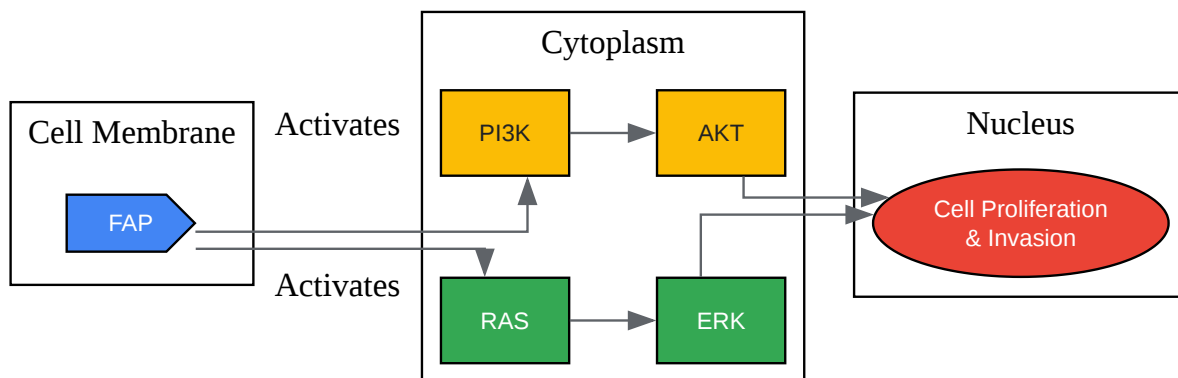 Cytoplasm
Cell Membrane
Activates
PI3K
AKT
Nucleus
FAP
Cell Proliferation
& Invasion
Activates
RAS
ERK